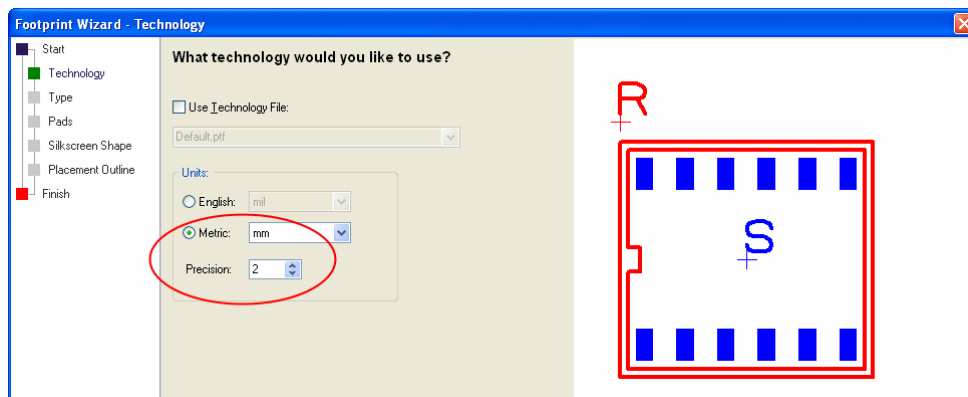 Footprint Wizard - Technology
Start
Technology
Type
Pads
Silkscreen Shape
Placement Outline
Finish
What technology would you like to use?
Use Technology File:
Default.ptf
Units:
English: mil
Metric: mm
Precision: 2
R
S